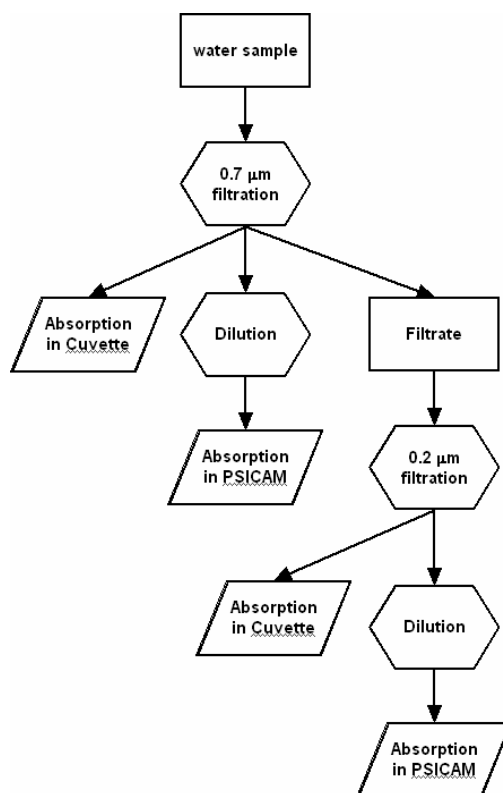 water sample
0.7 µm
filtration
Absorption
in Cuvette
Dilution
Filtrate
Absorption
in PSICAM
0.2 µm
filtration
Absorption
in Cuvette
Dilution
Absorption
in PSICAM